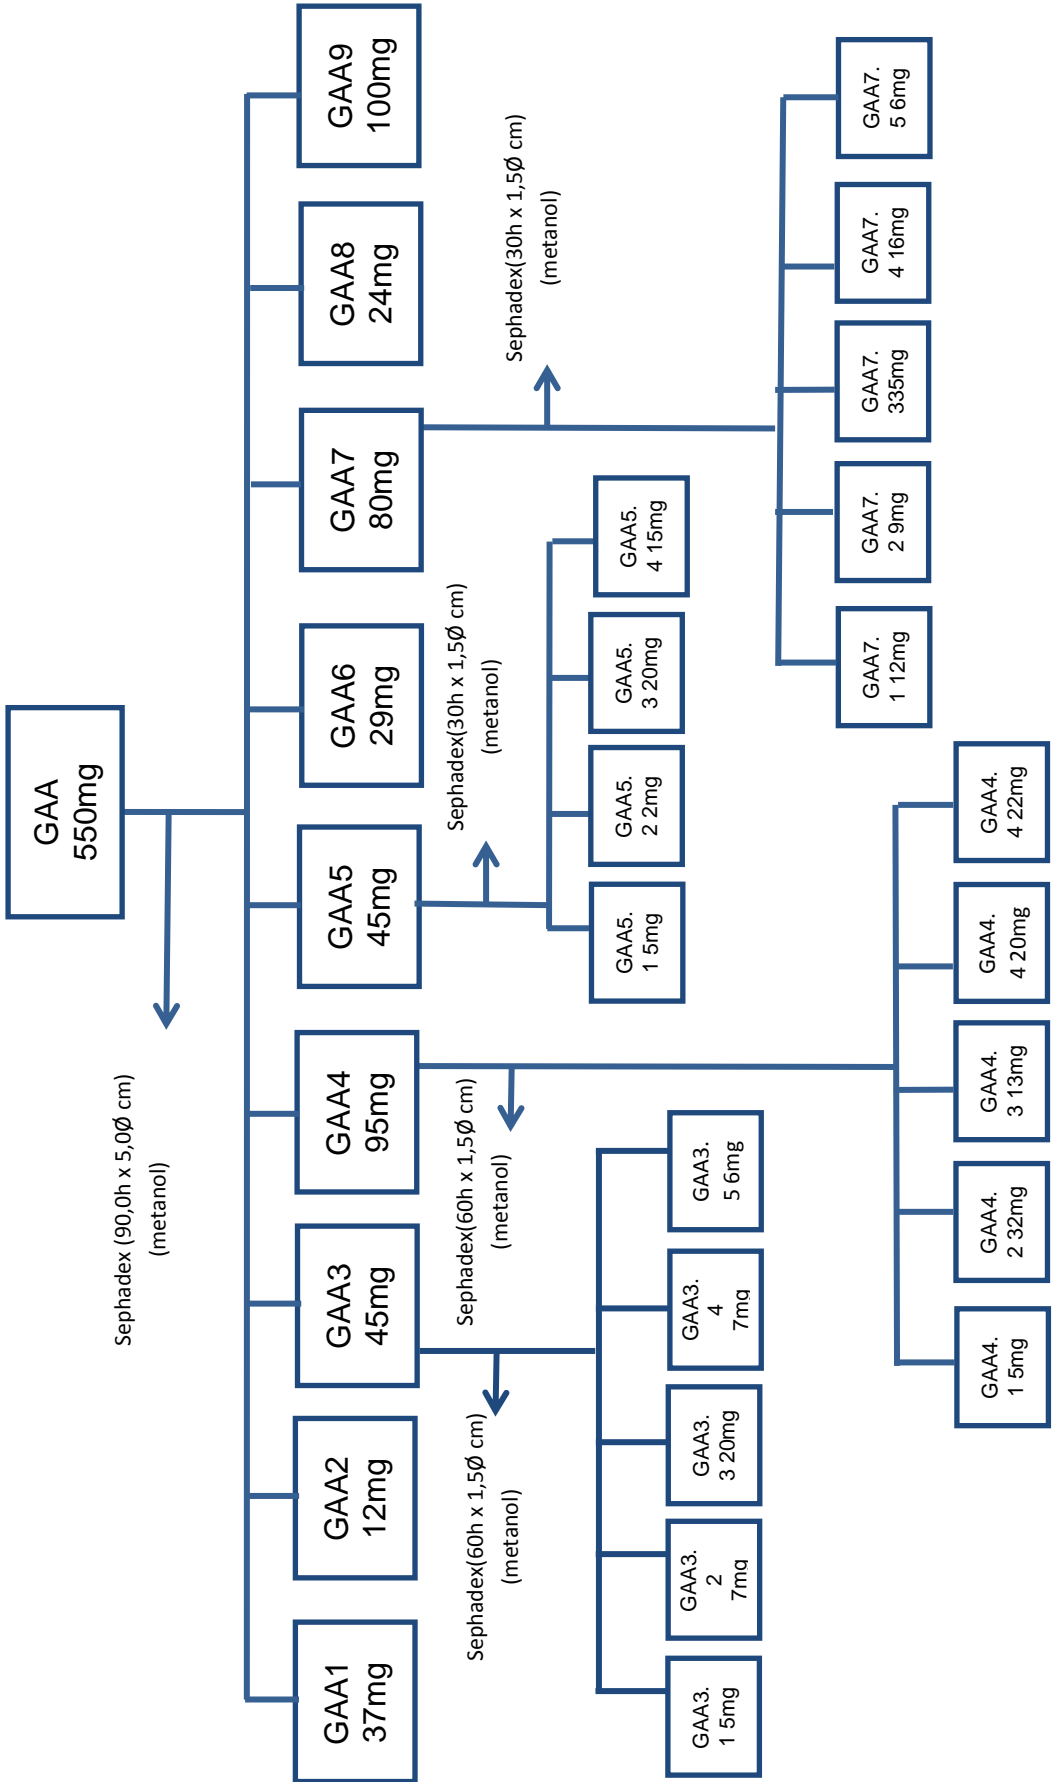 GAA
550mg
Sephadex (90,0h x 5,0Ø cm)
(metanol)
GAA1
37mg
GAA2
12mg
GAA3
45mg
GAA4
95mg
GAA5
45mg
GAA6
29mg
GAA7
80mg
GAA8
24mg
GAA9
100mg
Sephadex(60h x 1,5Ø cm)
(metanol)
Sephadex(60h x 1,5Ø cm)
(metanol)
Sephadex(30h x 1,5Ø cm)
(metanol)
Sephadex(30h x 1,5Ø cm)
(metanol)
GAA5.
1 5mg
GAA5.
2 2mg
GAA5.
3 20mg
GAA5.
4 15mg
GAA3.
1 5mg
GAA3.
2
7mg
GAA3.
3 20mg
GAA3.
4
7mg
GAA3.
5 6mg
GAA7.
1 12mg
GAA7.
2 9mg
GAA7.
335mg
GAA7.
4 16mg
GAA7.
5 6mg
GAA4.
1 5mg
GAA4.
2 32mg
GAA4.
3 13mg
GAA4.
4 20mg
GAA4.
4 22mg